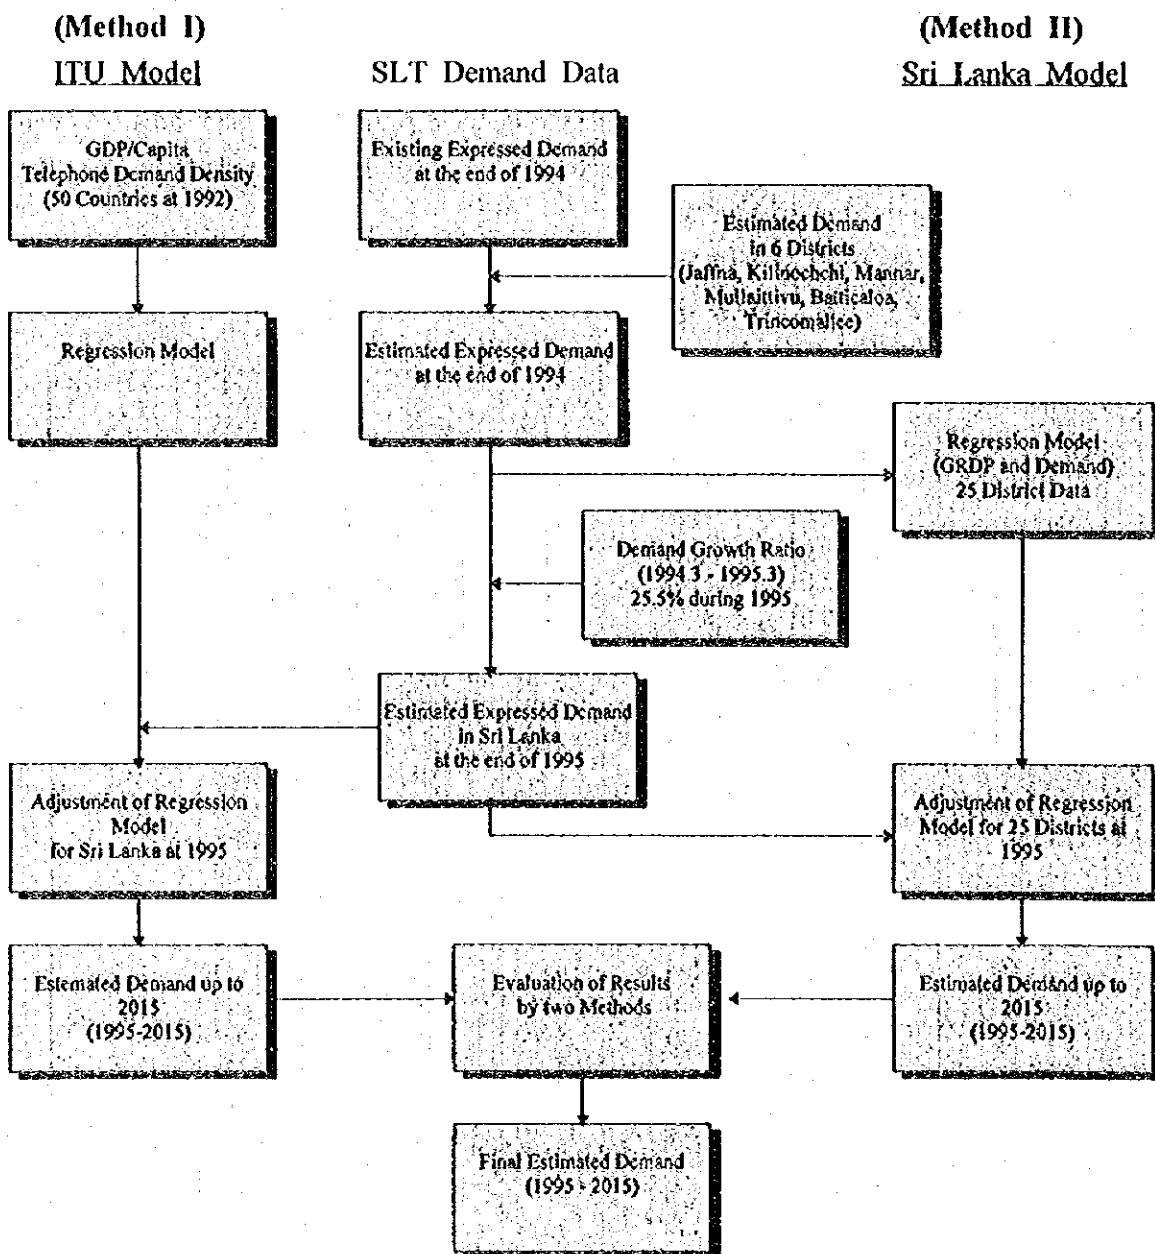 (Method I)
ITU Model
SLT Demand Data
(Method II)
Sri Lanka Model
GDP/Capita
Telephone Demand Density
(50 Countries at 1992)
Existing Expressed Demand
at the end of 1994
Estimated Demand
in 6 Districts
(Jaffna, Killnochchi, Mannar,
Mullaittivu, Batticaloa,
Trincomallee)
Regression Model
Estimated Expressed Demand
at the end of 1994
Regression Model
(GRDP and Demand)
25 District Data
Demand Growth Ratio
(1994.3 - 1995.3)
25.5% during 1995
Estimated Expressed Demand
in Sri Lanka
at the end of 1995
Adjustment of Regression
Model
for Sri Lanka at 1995
Adjustment of Regression
Model for 25 Districts at
1995
Estemated Demand up to
2015
(1995-2015)
Evaluation of Results
by two Methods
Estimated Demand up to
2015
(1995-2015)
Final Estimated Demand
(1995 - 2015)